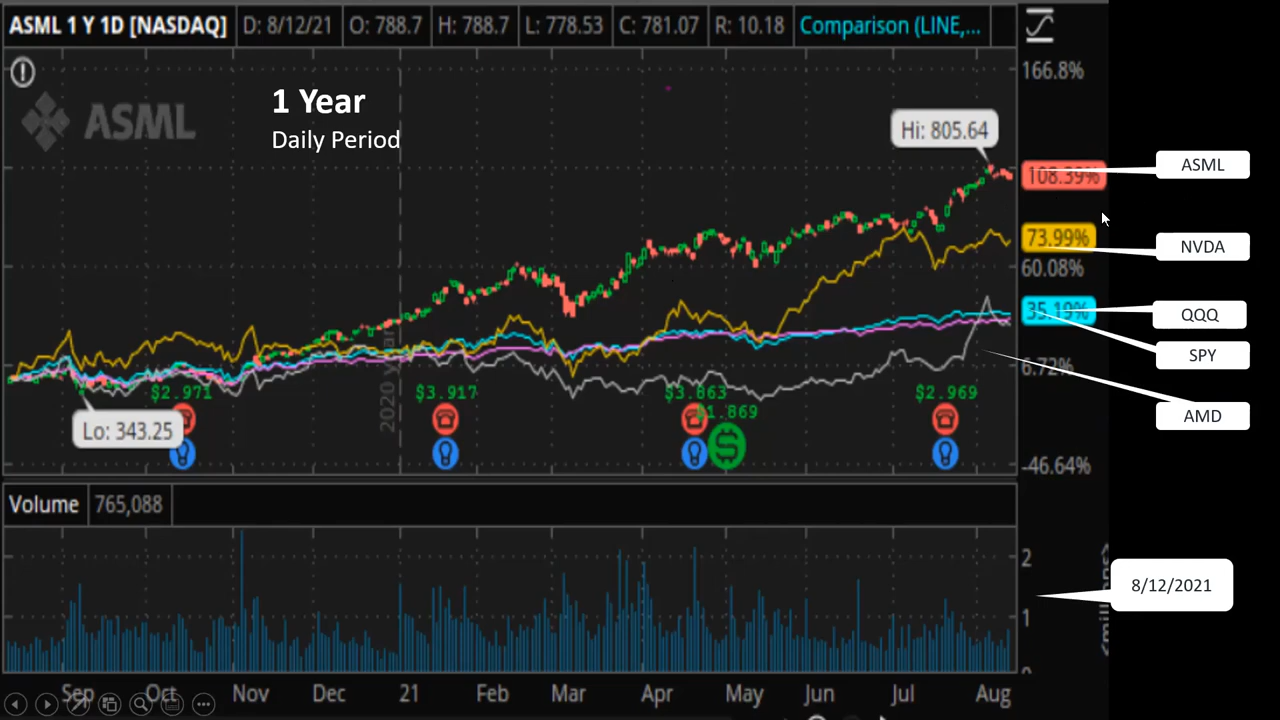 ASML 1 Y 1D [NASDAQ] D: 8/12/21 O: 788.7 H: 788.7 L: 778.53 C: 781.07 R: 10.18 Comparison (LINE,...
166.8%
1 Year
ASML
Daily Period
Hi: 805.64
108.39%
ASML
73.99%
NVDA
60.08%
35.19%
QQQ
SPY
6.72%
AMD
$2.971
$3.917
$3.863
$1.869
$2.969
2020 year
Lo: 343.25
-46.64%
Volume 765,088
2
1
0
8/12/2021
Sep Oct Nov Dec 21 Feb Mar Apr May Jun Jul Aug